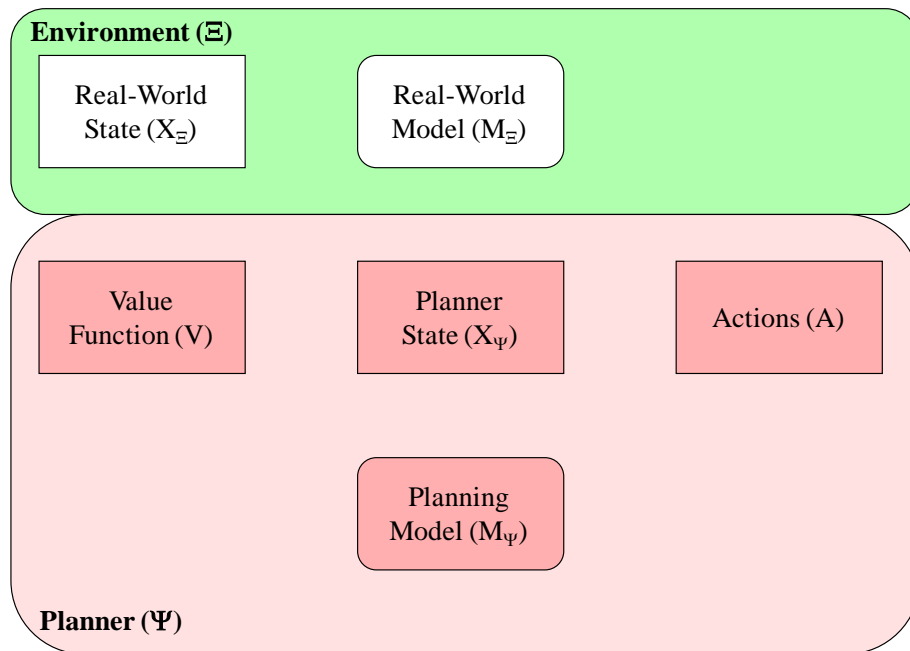 Environment (Ξ)
Real-World
State (X_Ξ)
Real-World
Model (M_Ξ)
Value
Function (V)
Planner
State (X_Ψ)
Actions (A)
Planning
Model (M_Ψ)
Planner (Ψ)